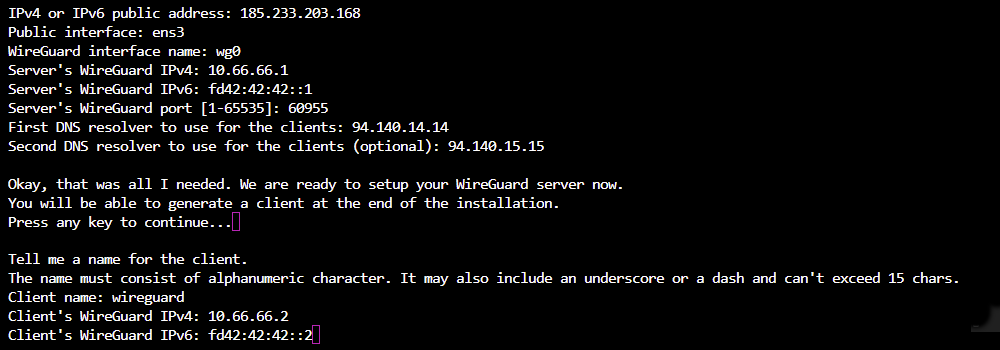 IPv4 or IPv6 public address: 185.233.203.168
Public interface: ens3
WireGuard interface name: wg0
Server's WireGuard IPv4: 10.66.66.1
Server's WireGuard IPv6: fd42:42:42::1
Server's WireGuard port [1-65535]: 60955
First DNS resolver to use for the clients: 94.140.14.14
Second DNS resolver to use for the clients (optional): 94.140.15.15
Okay, that was all I needed. We are ready to setup your WireGuard server now.
You will be able to generate a client at the end of the installation.
Press any key to continue...
Tell me a name for the client.
The name must consist of alphanumeric character. It may also include an underscore or a dash and can't exceed 15 chars.
Client name: wireguard
Client's WireGuard IPv4: 10.66.66.2
Client's WireGuard IPv6: fd42:42:42::2